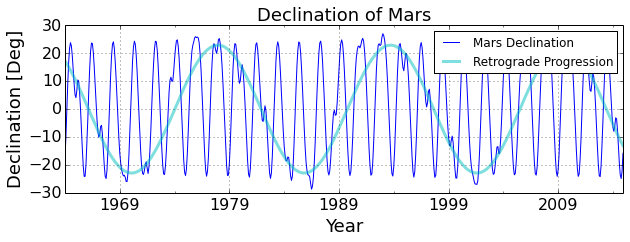 Declination of Mars
Declination [Deg]
30
20
10
0
−10
−20
−30
Mars Declination
Retrograde Progression
1969
1979
1989
1999
2009
Year